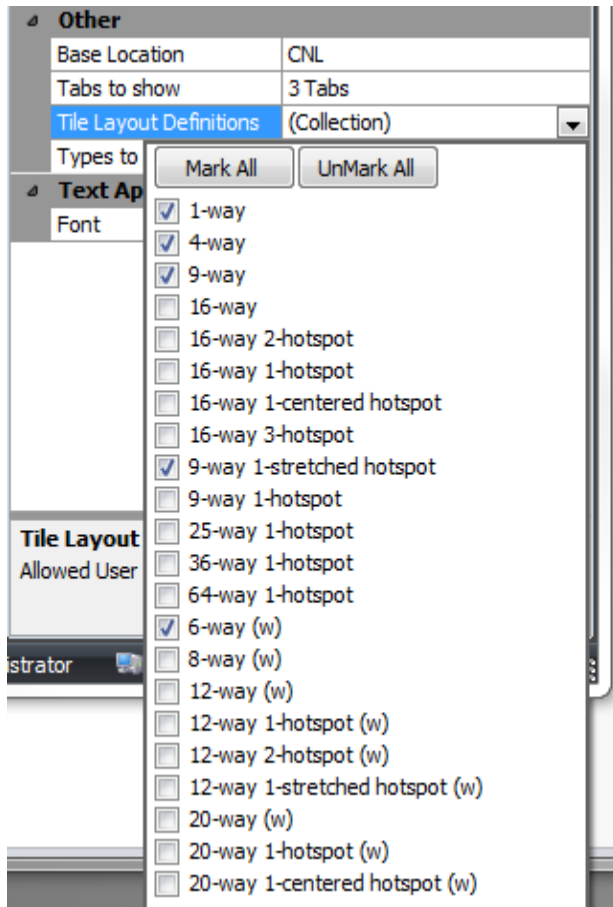 Other
Base Location CNL
Tabs to show 3 Tabs
Tile Layout Definitions (Collection)
Types to
Mark All UnMark All
Text Ap
Font
1-way
4-way
9-way
16-way
16-way 2-hotspot
16-way 1-hotspot
16-way 1-centered hotspot
16-way 3-hotspot
9-way 1-stretched hotspot
9-way 1-hotspot
25-way 1-hotspot
Tile Layout
36-way 1-hotspot
Allowed User
64-way 1-hotspot
6-way (w)
8-way (w)
istrator
12-way (w)
12-way 1-hotspot (w)
12-way 2-hotspot (w)
12-way 1-stretched hotspot (w)
20-way (w)
20-way 1-hotspot (w)
20-way 1-centered hotspot (w)